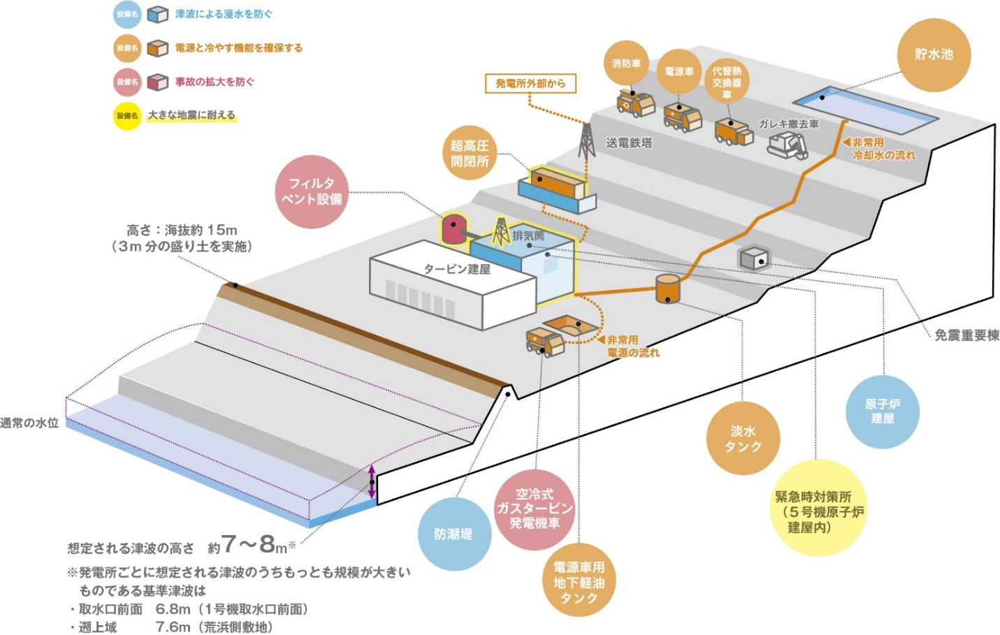 設備名 津波による浸水を防ぐ
設備名 電源と冷やす機能を確保する
設備名 事故の拡大を防ぐ
設備名 大きな地震に耐える
貯水池
消防車
電源車
代替熱
交換器
車
発電所外部から
ガレキ撤去車
送電鉄塔
超高圧
開閉所
◀非常用
冷却水の流れ
フィルタ
ベント設備
高さ：海抜約15m
（3m分の盛り土を実施）
排気筒
タービン建屋
◀非常用
電源の流れ
免震重要棟
通常の水位
原子炉
建屋
淡水
タンク
緊急時対策所
（5号機原子炉
建屋内）
空冷式
ガスタービン
発電機車
防潮堤
電源車用
地下軽油
タンク
想定される津波の高さ 約7〜8m※
※発電所ごとに想定される津波のうちもっとも規模が大きい
ものである基準津波は
・取水口前面 6.8m（1号機取水口前面）
・遡上域 7.6m（荒浜側敷地）